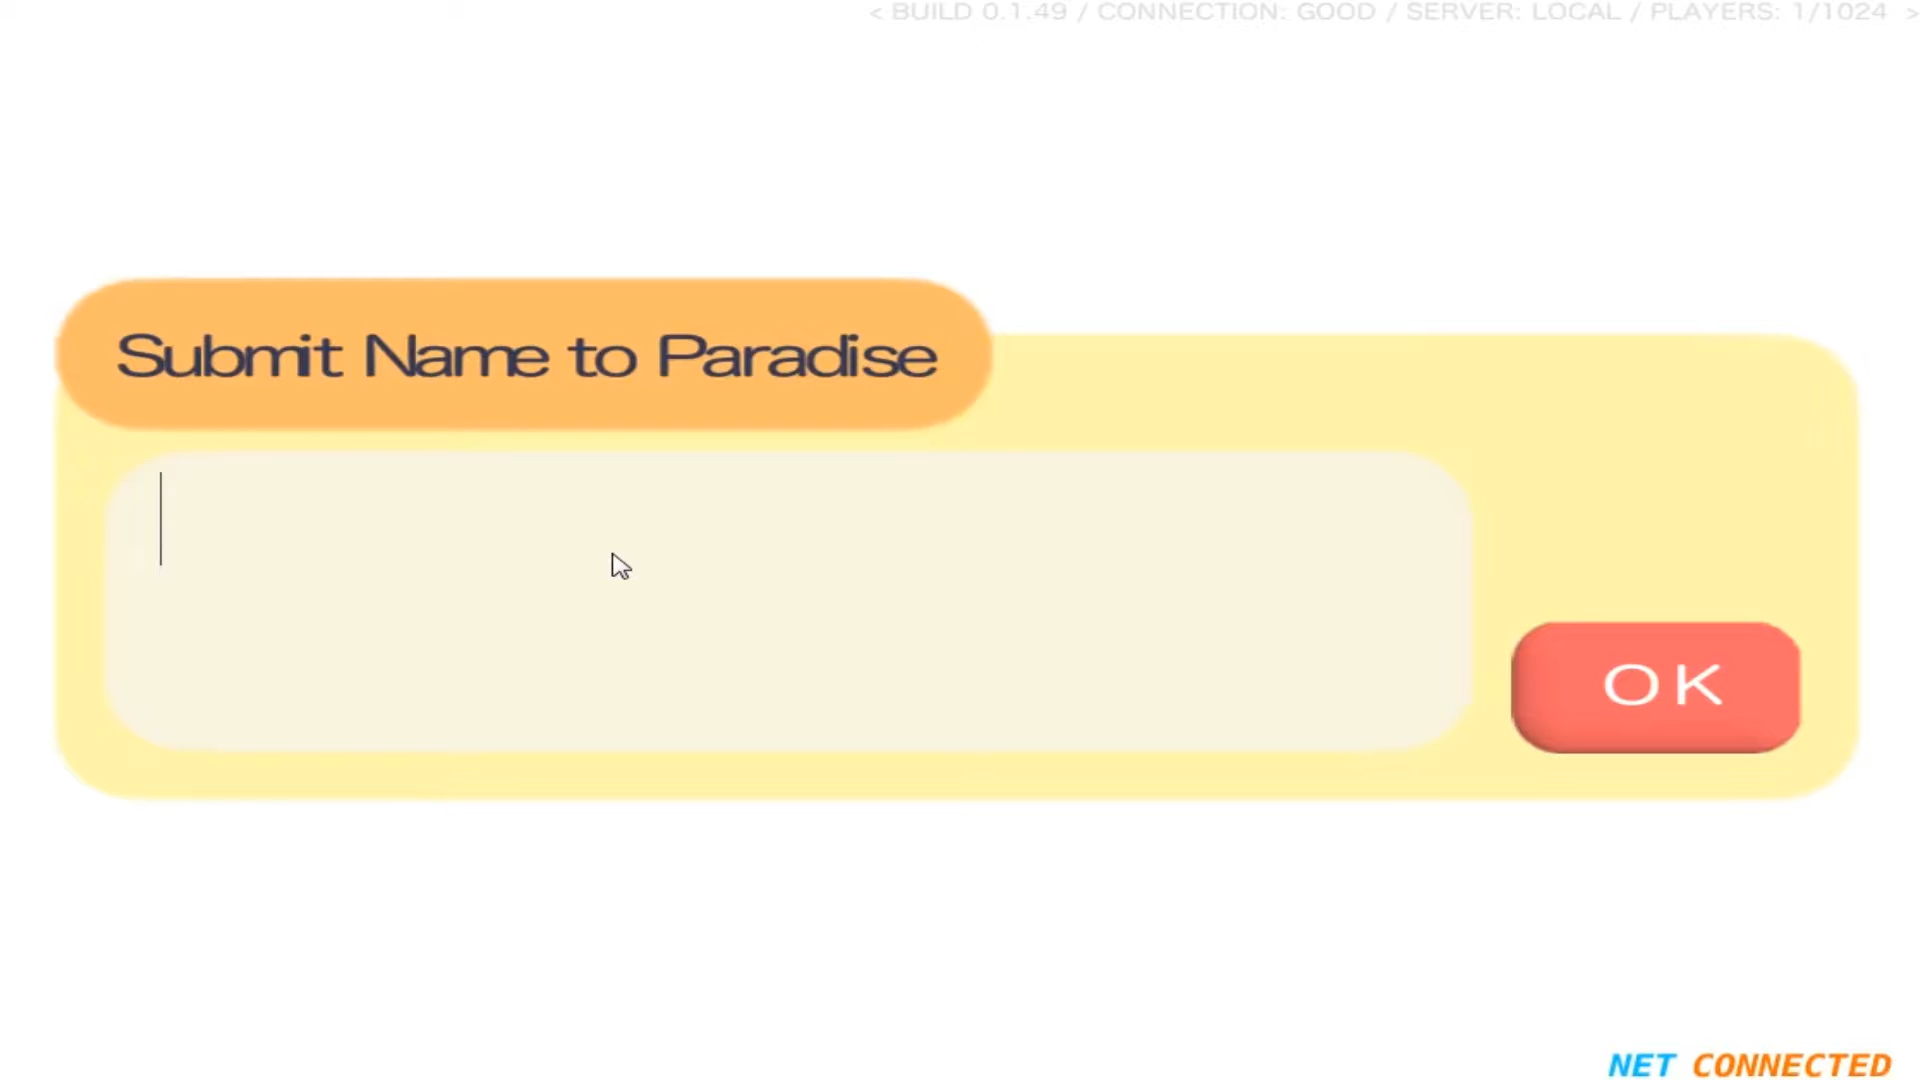 < BUILD 0.1.49 / CONNECTION: GOOD / SERVER: LOCAL / PLAYERS: 1/1024 >
Submit Name to Paradise
OK
NET CONNECTED